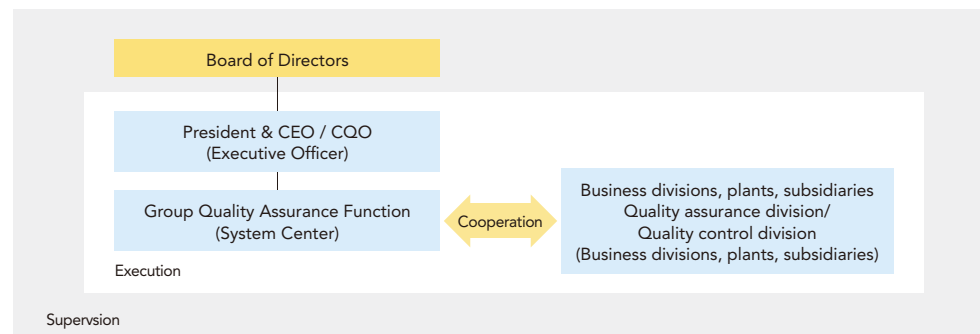 Board of Directors
President & CEO / CQO
(Executive Officer)
Group Quality Assurance Function
(System Center)
Cooperation
Business divisions, plants, subsidiaries
Quality assurance division/
Quality control division
(Business divisions, plants, subsidiaries)
Execution
Supervsion